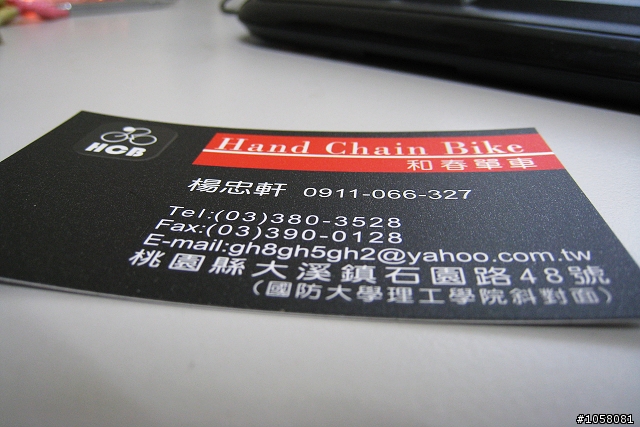 HCB
Hand Chain Bike
和春單車
楊忠軒 0911-066-327
Tel:(03)380-3528
Fax:(03)390-0128
E-mail:gh8gh5gh2@yahoo.com.tw
桃園縣大溪鎮石園路48號
(國防大學理工學院斜對面)
#1058081